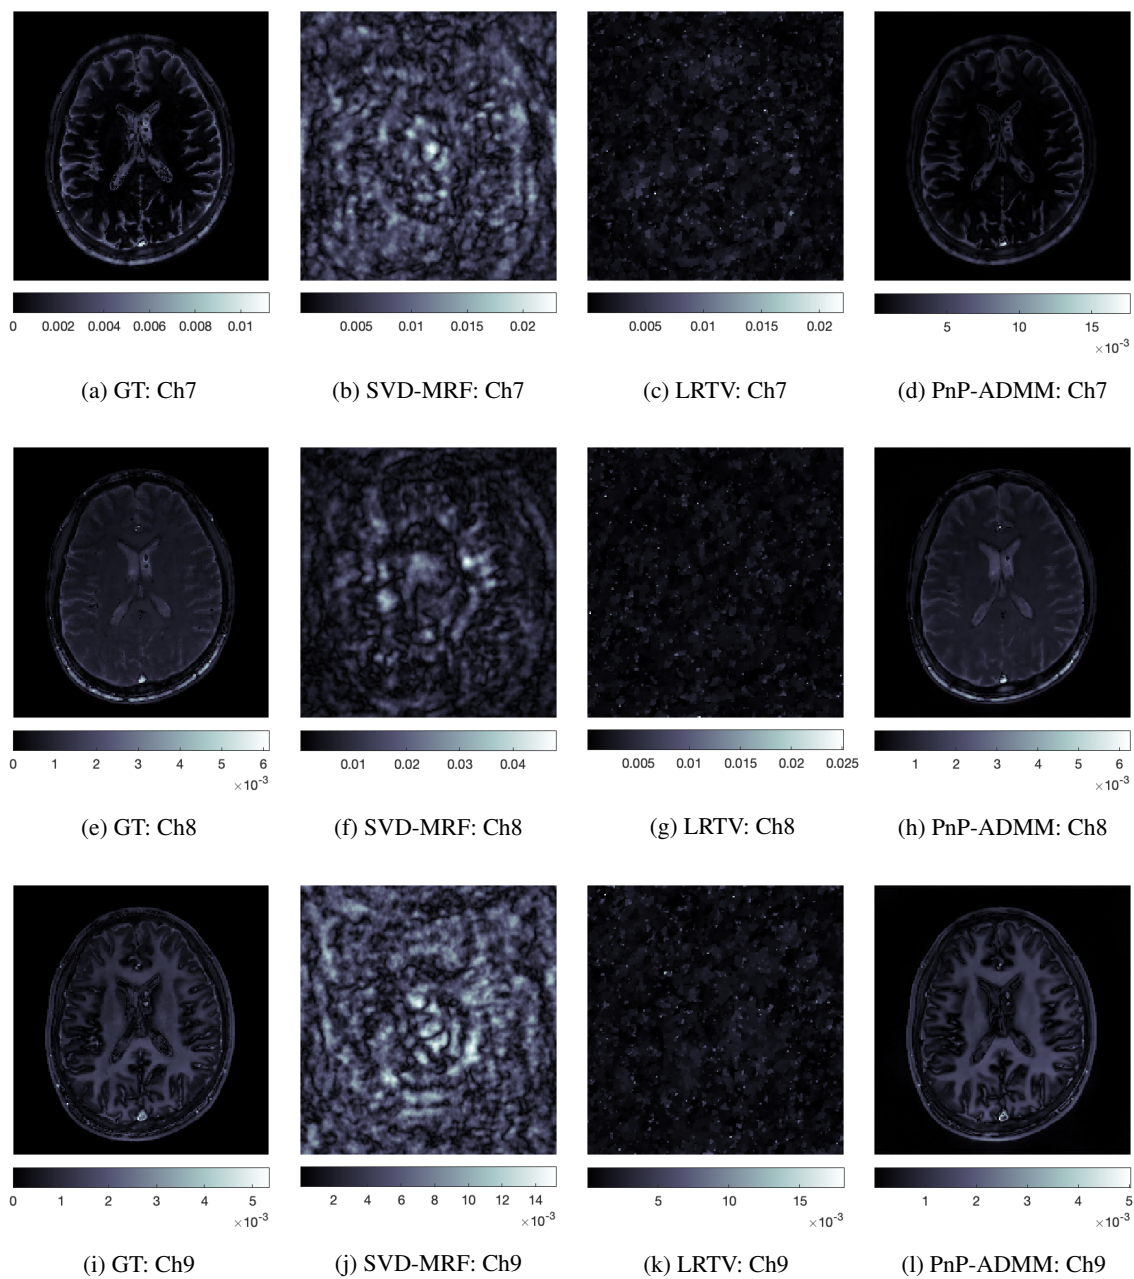 0 0.002 0.004 0.006 0.008 0.01
0.005 0.01 0.015 0.02
0.005 0.01 0.015 0.02
5 10 15
×10-3
(a) GT: Ch7
(b) SVD-MRF: Ch7
(c) LRTV: Ch7
(d) PnP-ADMM: Ch7
0 1 2 3 4 5 6
×10-3
0.01 0.02 0.03 0.04
0.005 0.01 0.015 0.02 0.025
1 2 3 4 5 6
×10-3
(e) GT: Ch8
(f) SVD-MRF: Ch8
(g) LRTV: Ch8
(h) PnP-ADMM: Ch8
0 1 2 3 4 5
×10-3
2 4 6 8 10 12 14
×10-3
5 10 15
×10-3
1 2 3 4 5
×10-3
(i) GT: Ch9
(j) SVD-MRF: Ch9
(k) LRTV: Ch9
(l) PnP-ADMM: Ch9